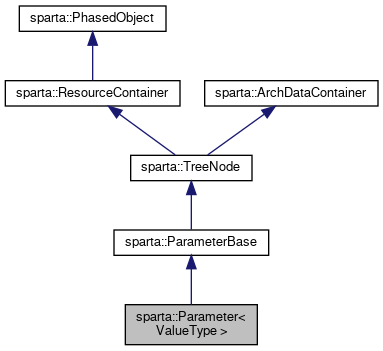 sparta::PhasedObject
sparta::ResourceContainer
sparta::ArchDataContainer
sparta::TreeNode
sparta::ParameterBase
sparta::Parameter<
ValueType >